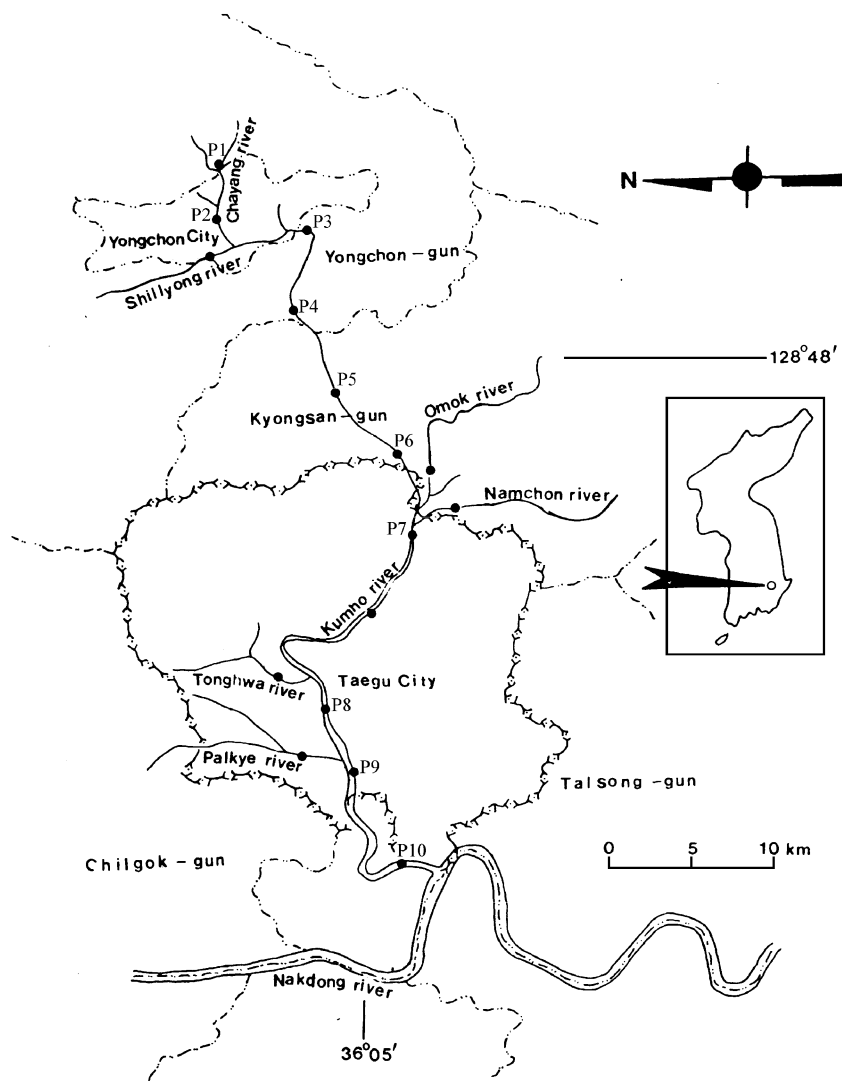 P1
Chayang river
N
P2
P3
Yongchon City
Yongchon-gun
Shillyong river
P4
128°48'
P5
Omok river
Kyongsan-gun
P6
Namchon river
P7
Kumho river
Tonghwa river
Taegu City
P8
Palkye river
P9
Talsong-gun
P10
Chilgok-gun
0 5 10 km
Nakdong river
36°05'